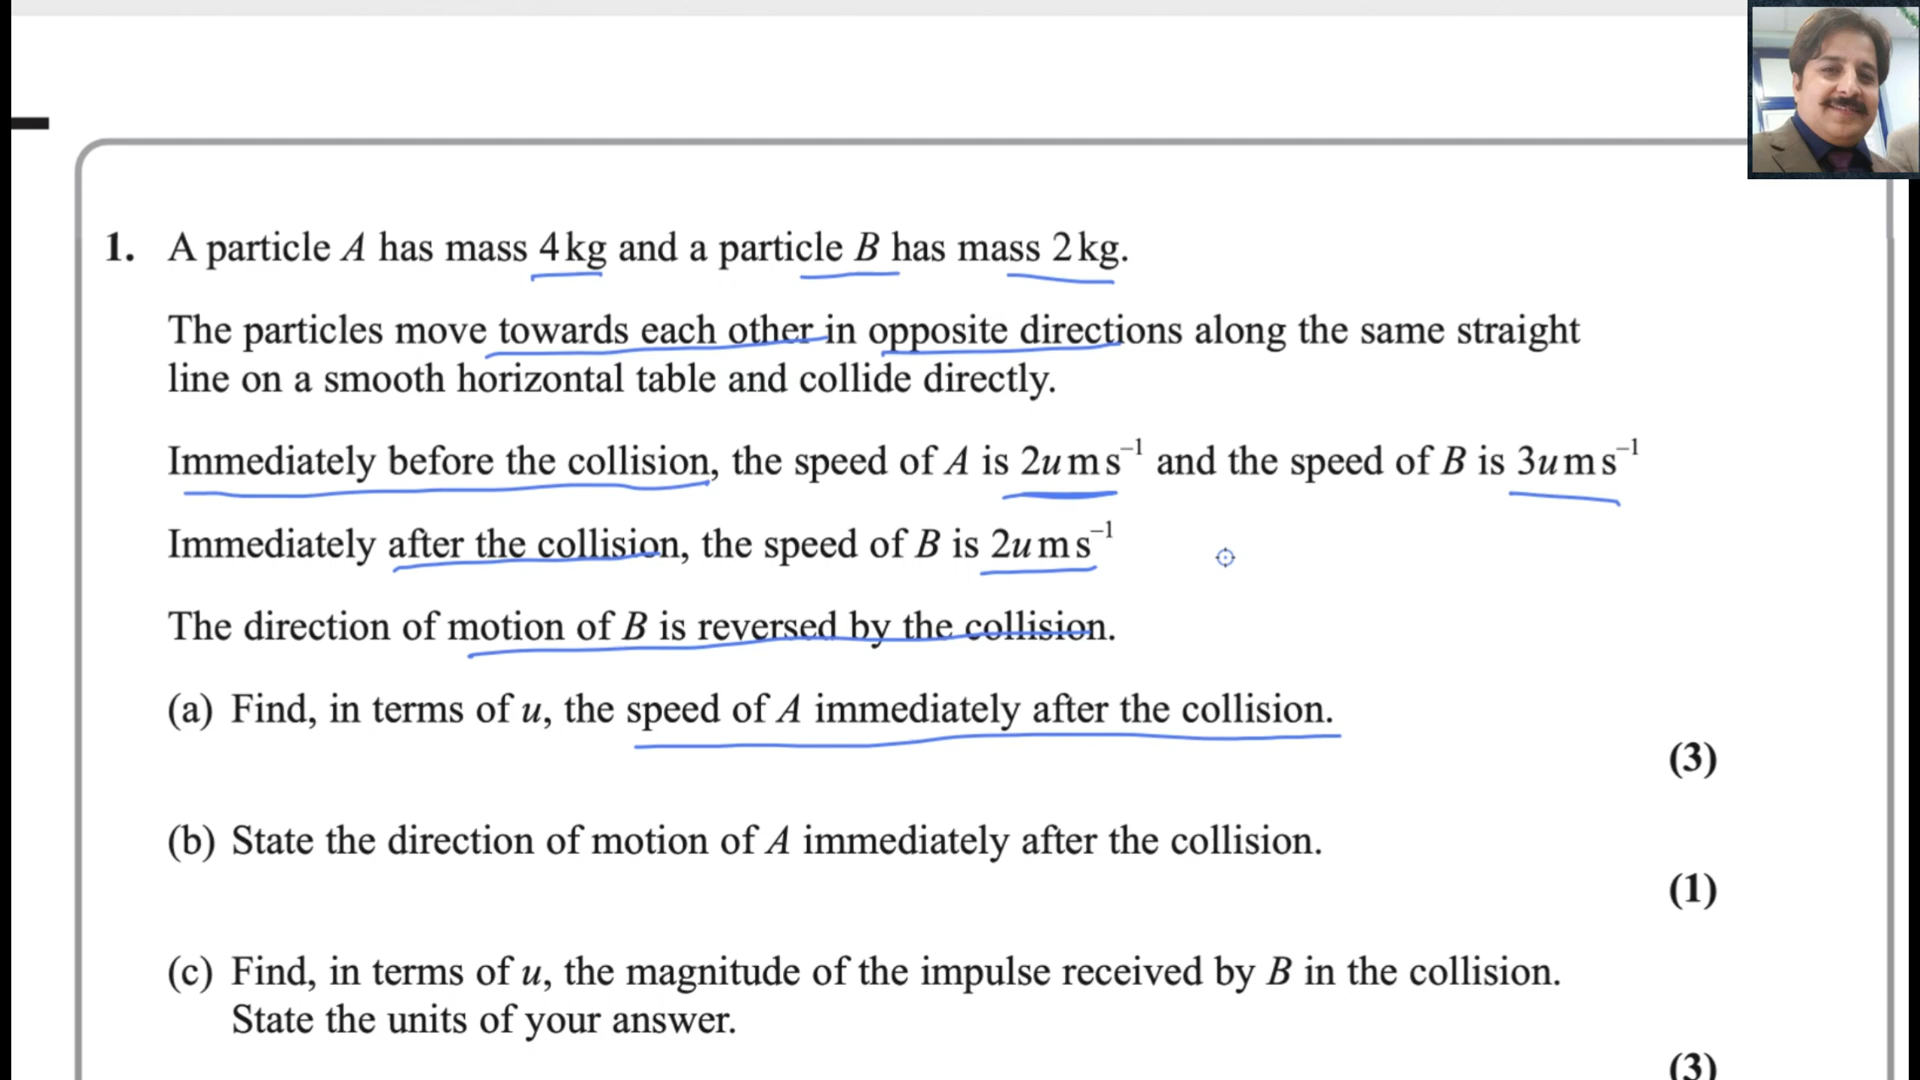 1. A particle A has mass 4 kg and a particle B has mass 2 kg.
The particles move towards each other in opposite directions along the same straight
line on a smooth horizontal table and collide directly.
Immediately before the collision, the speed of A is 2u m s⁻¹ and the speed of B is 3u m s⁻¹
Immediately after the collision, the speed of B is 2u m s⁻¹
The direction of motion of B is reversed by the collision.
(a) Find, in terms of u, the speed of A immediately after the collision.
(3)
(b) State the direction of motion of A immediately after the collision.
(1)
(c) Find, in terms of u, the magnitude of the impulse received by B in the collision.
State the units of your answer.
(3)